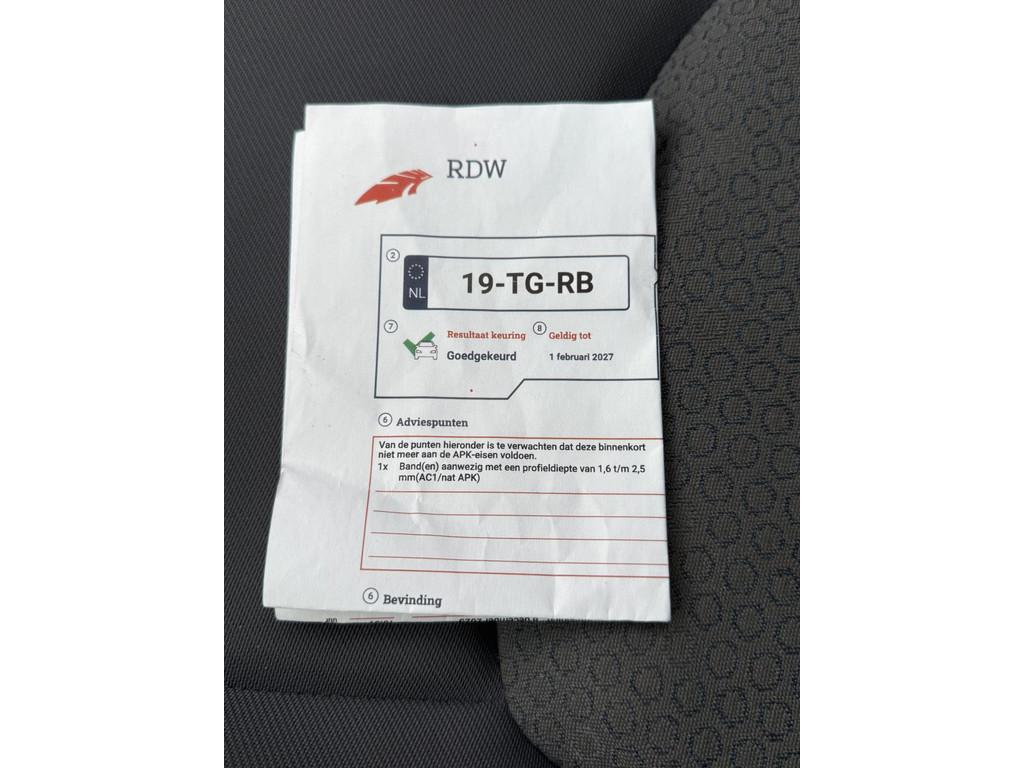 RDW
2
NL
19-TG-RB
7
Resultaat keuring
8
Geldig tot
Goedgekeurd
1 februari 2027
6 Adviespunten
Van de punten hieronder is te verwachten dat deze binnenkort
niet meer aan de APK-eisen voldoen.
1x Band(en) aanwezig met een profieldiepte van 1,6 t/m 2,5
mm(AC1/nat APK)
6 Bevinding